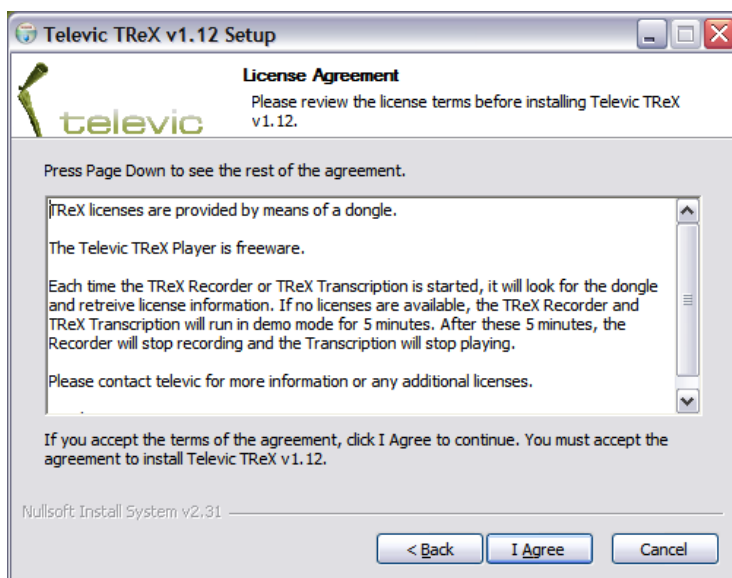 Televic TReX v1.12 Setup
License Agreement
Please review the license terms before installing Televic TReX
v1.12.
televic
Press Page Down to see the rest of the agreement.
TReX licenses are provided by means of a dongle.
The Televic TReX Player is freeware.
Each time the TReX Recorder or TReX Transcription is started, it will look for the dongle
and retreive license information. If no licenses are available, the TReX Recorder and
TReX Transcription will run in demo mode for 5 minutes. After these 5 minutes, the
Recorder will stop recording and the Transcription will stop playing.
Please contact televic for more information or any additional licenses.
If you accept the terms of the agreement, click I Agree to continue. You must accept the
agreement to install Televic TReX v1.12.
Nullsoft Install System v2.31
< Back
I Agree
Cancel